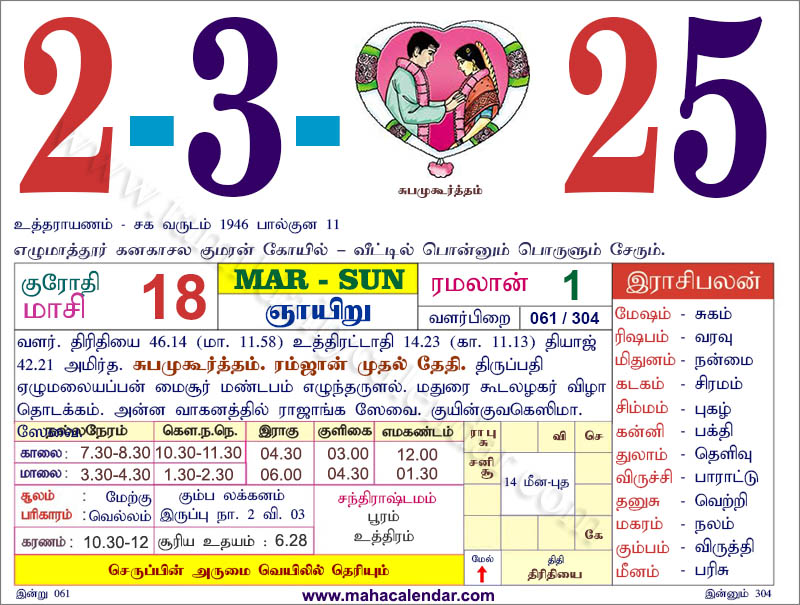 2-3- 25
சுபமுகூர்த்தம்
உத்தராயணம் - சக வருடம் 1946 பால்குன 11
எழுமாத்தூர் கனகாசல குமரன் கோயில் – வீட்டில் பொன்னும் பொருளும் சேரும்.
குரோதி
மாசி 18
MAR - SUN
ஞாயிறு
ரமலான் 1
வளர்பிறை 061 / 304
வளர். திரிதியை 46.14 (மா. 11.58) உத்திரட்டாதி 14.23 (கா. 11.13) தியாஜ்
42.21 அமிர்த. சுபமுகூர்த்தம். ரம்ஜான் முதல் தேதி. திருப்பதி
ஏழுமலையப்பன் மைசூர் மண்டபம் எழுந்தருளல். மதுரை கூடலழகர் விழா
தொடக்கம். அன்ன வாகனத்தில் ராஜாங்க ஸேவை. குயின்குவகெஸிமா.
ஸேவை.
நல்லநேரம் கௌ.ந.நெ. இராகு குளிகை எமகண்டம்
காலை: 7.30-8.30 10.30-11.30 04.30 03.00 12.00
மாலை: 3.30-4.30 1.30-2.30 06.00 04.30 01.30
சூலம் : மேற்கு
பரிகாரம் : வெல்லம்
கும்ப லக்கனம்
இருப்பு நா. 2 வி. 03
சந்திராஷ்டமம்
பூரம்
உத்திரம்
கரணம்: 10.30-12 சூரிய உதயம் : 6.28
செருப்பின் அருமை வெயிலில் தெரியும்
ரா பு
சு
வி
செ
சனி
சூ
14 மீன-புத
கே
மேல்
திதி
திரிதியை
இராசிபலன்
மேஷம் - சுகம்
ரிஷபம் - வரவு
மிதுனம் - நன்மை
கடகம் - சிரமம்
சிம்மம் - புகழ்
கன்னி - பக்தி
துலாம் - தெளிவு
விருச்சி - பாராட்டு
தனுசு - வெற்றி
மகரம் - நலம்
கும்பம் - விருத்தி
மீனம் - பரிசு
இன்று 061
www.mahacalendar.com
இன்னும் 304